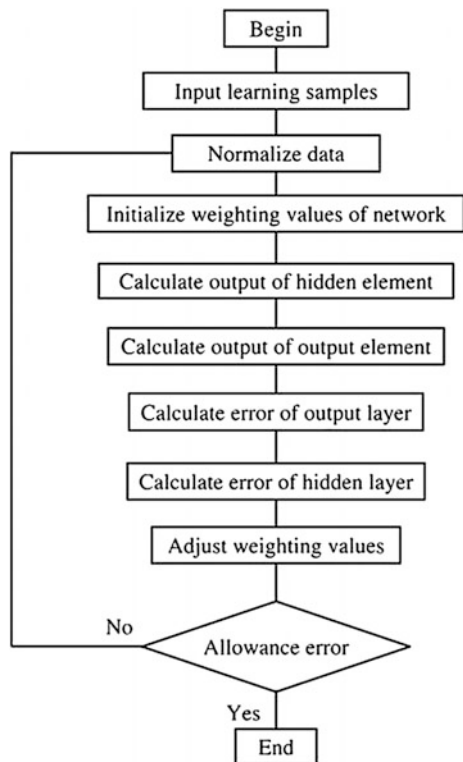 Begin
Input learning samples
Normalize data
Initialize weighting values of network
Calculate output of hidden element
Calculate output of output element
Calculate error of output layer
Calculate error of hidden layer
Adjust weighting values
No
Allowance error
Yes
End